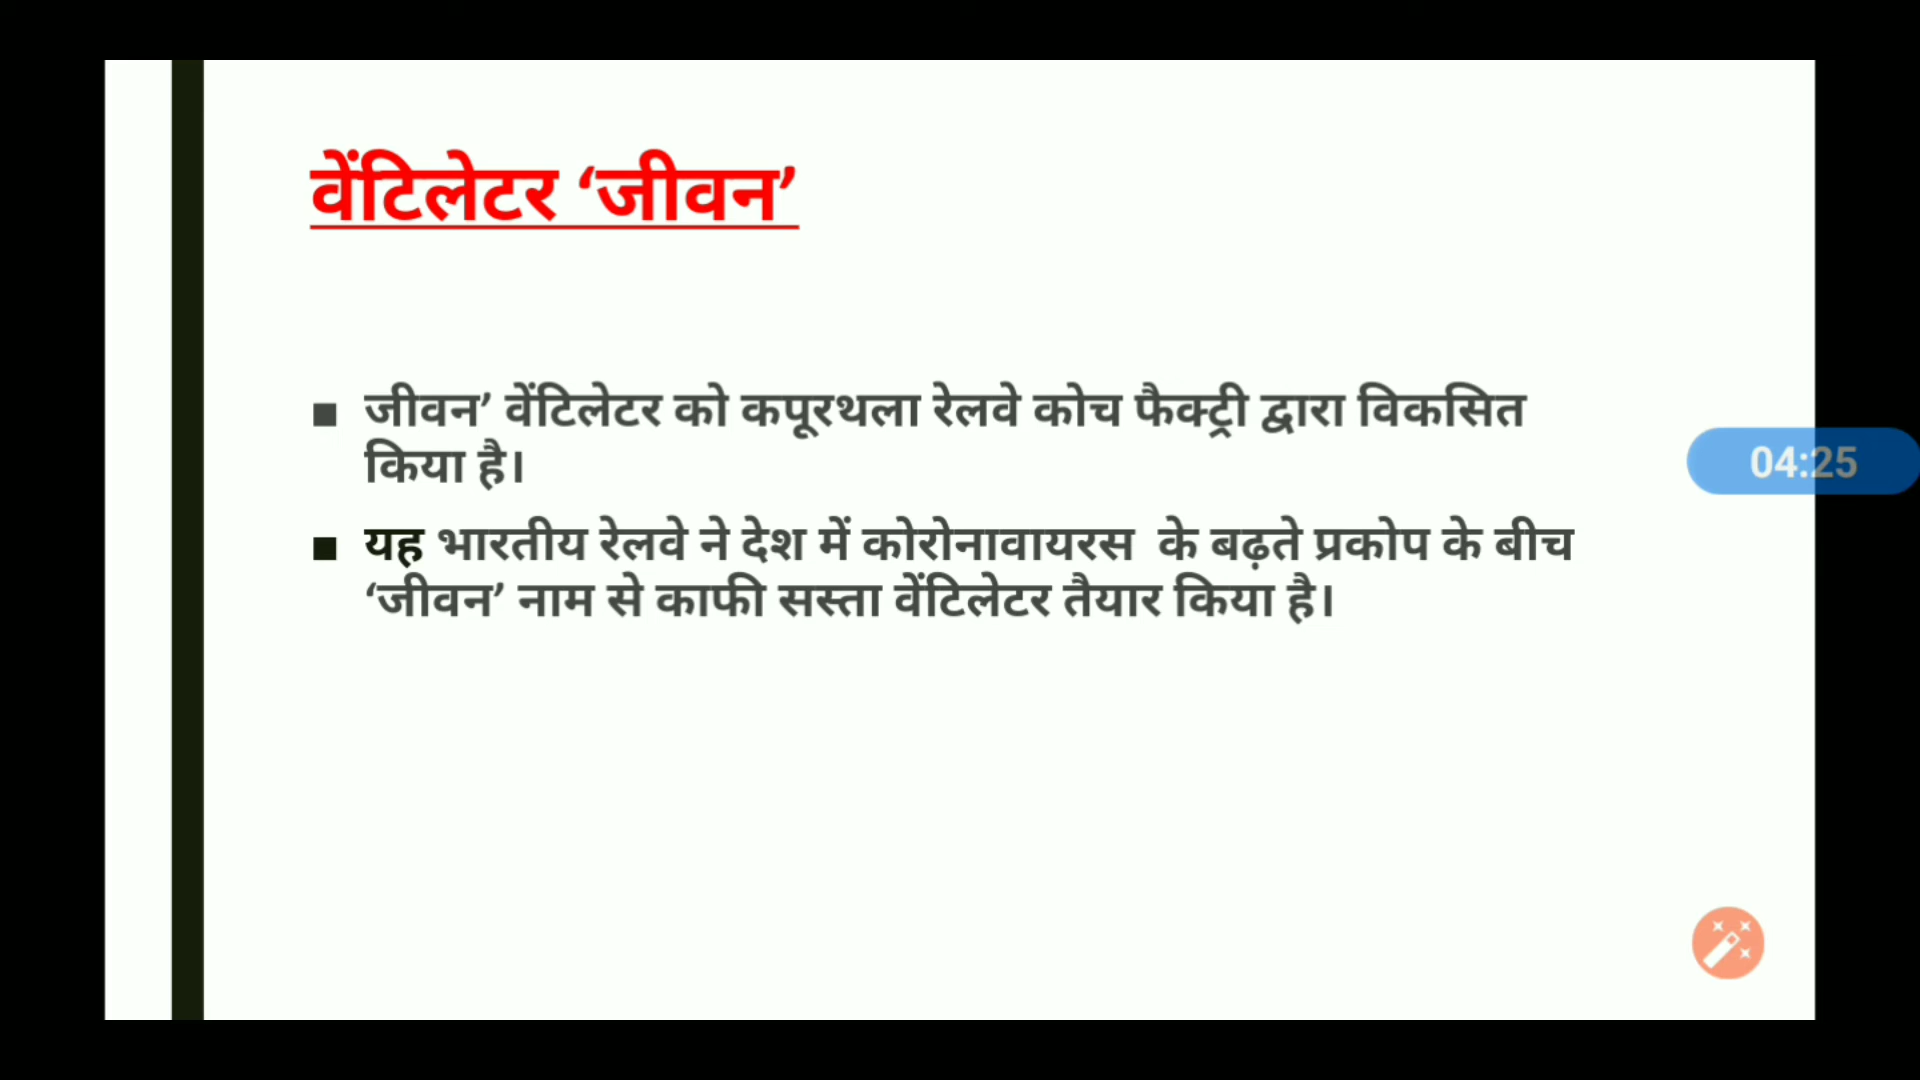 वेंटिलेटर ‘जीवन’
▪ जीवन’ वेंटिलेटर को कपूरथला रेलवे कोच फैक्ट्री द्वारा विकसित
किया है।
▪ यह भारतीय रेलवे ने देश में कोरोनावायरस  के बढ़ते प्रकोप के बीच
‘जीवन’ नाम से काफी सस्ता वेंटिलेटर तैयार किया है।
04:25